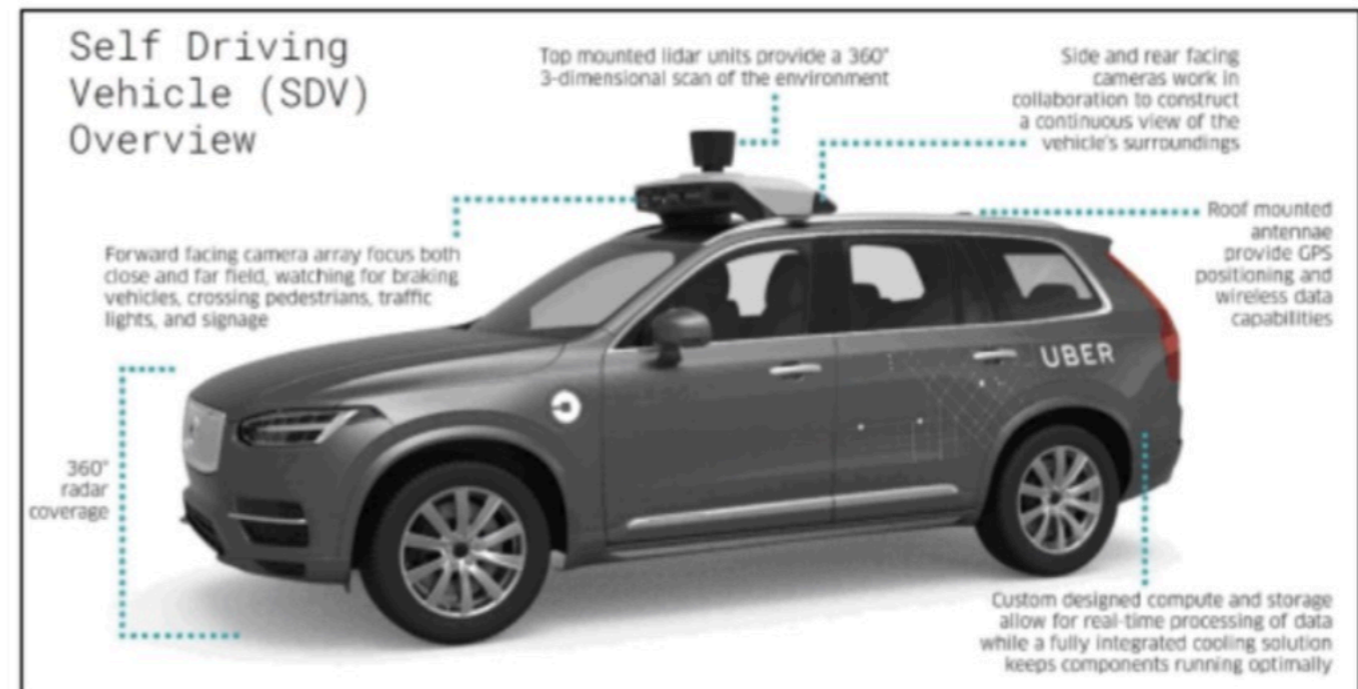 Self Driving
Vehicle (SDV)
Overview
Top mounted lidar units provide a 360°
3-dimensional scan of the environment
Side and rear facing
cameras work in
collaboration to construct
a continuous view of the
vehicle's surroundings
Forward facing camera array focus both
close and far field, watching for braking
vehicles, crossing pedestrians, traffic
lights, and signage
Roof mounted
antennae
provide GPS
positioning and
wireless data
capabilities
UBER
360°
radar
coverage
Custom designed compute and storage
allow for real-time processing of data
while a fully integrated cooling solution
keeps components running optimally